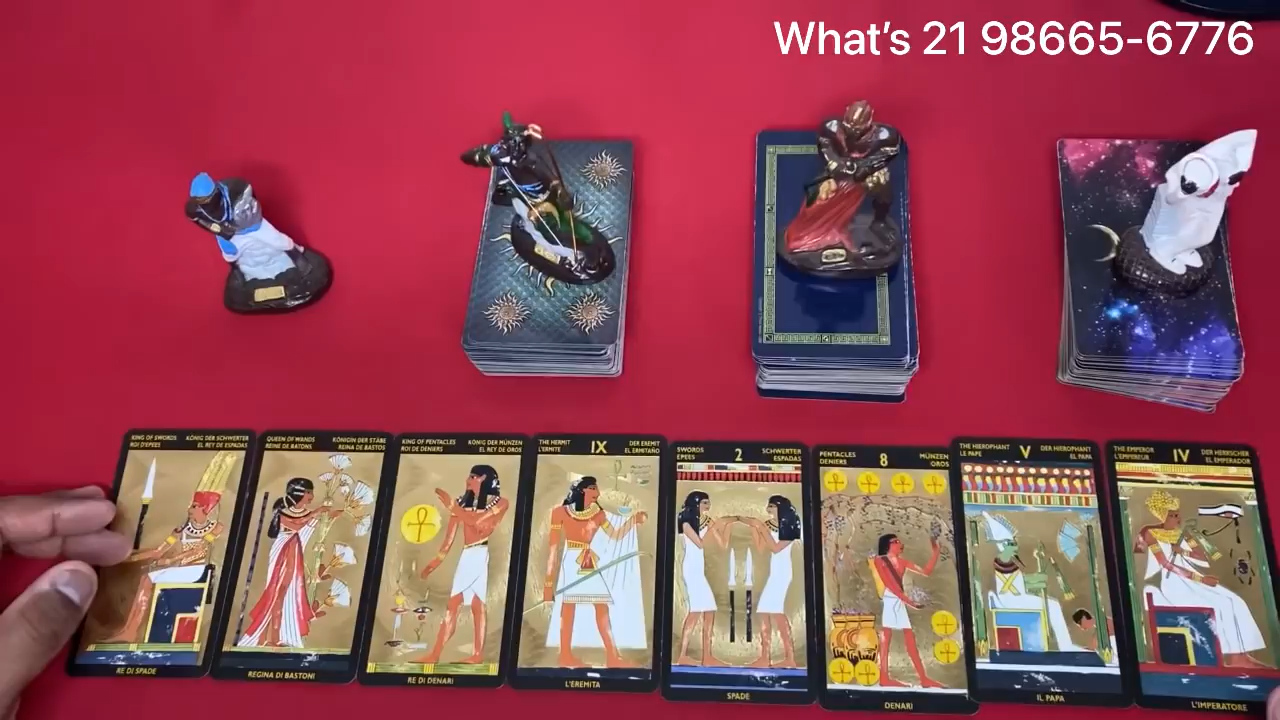 What's 21 98665-6776
KING OF SWORDS KÖNIG DER SCHWERTER
ROI D'EPEES EL REY DE ESPADAS
RE DI SPADE
QUEEN OF WANDS KÖNIGIN DER STÄBE
REINE DE BATONS REINA DE BASTOS
REGINA DI BASTONI
KING OF PENTACLES KÖNIG DER MÜNZEN
ROI DE DENIERS EL REY DE OROS
RE DI DENARI
THE HERMIT IX DER EREMIT
L'ERMITE EL ERMITAÑO
L'EREMITA
SWORDS 2 SCHWERTER
EPEES ESPADAS
SPADE
PENTACLES 8 MÜNZEN
DENIERS OROS
DENARI
THE HIEROPHANT V DER HIEROPHANT
LE PAPE EL PAPA
IL PAPA
THE EMPEROR IV DER HERRSCHER
L'EMPEREUR EL EMPERADOR
L'IMPERATORE